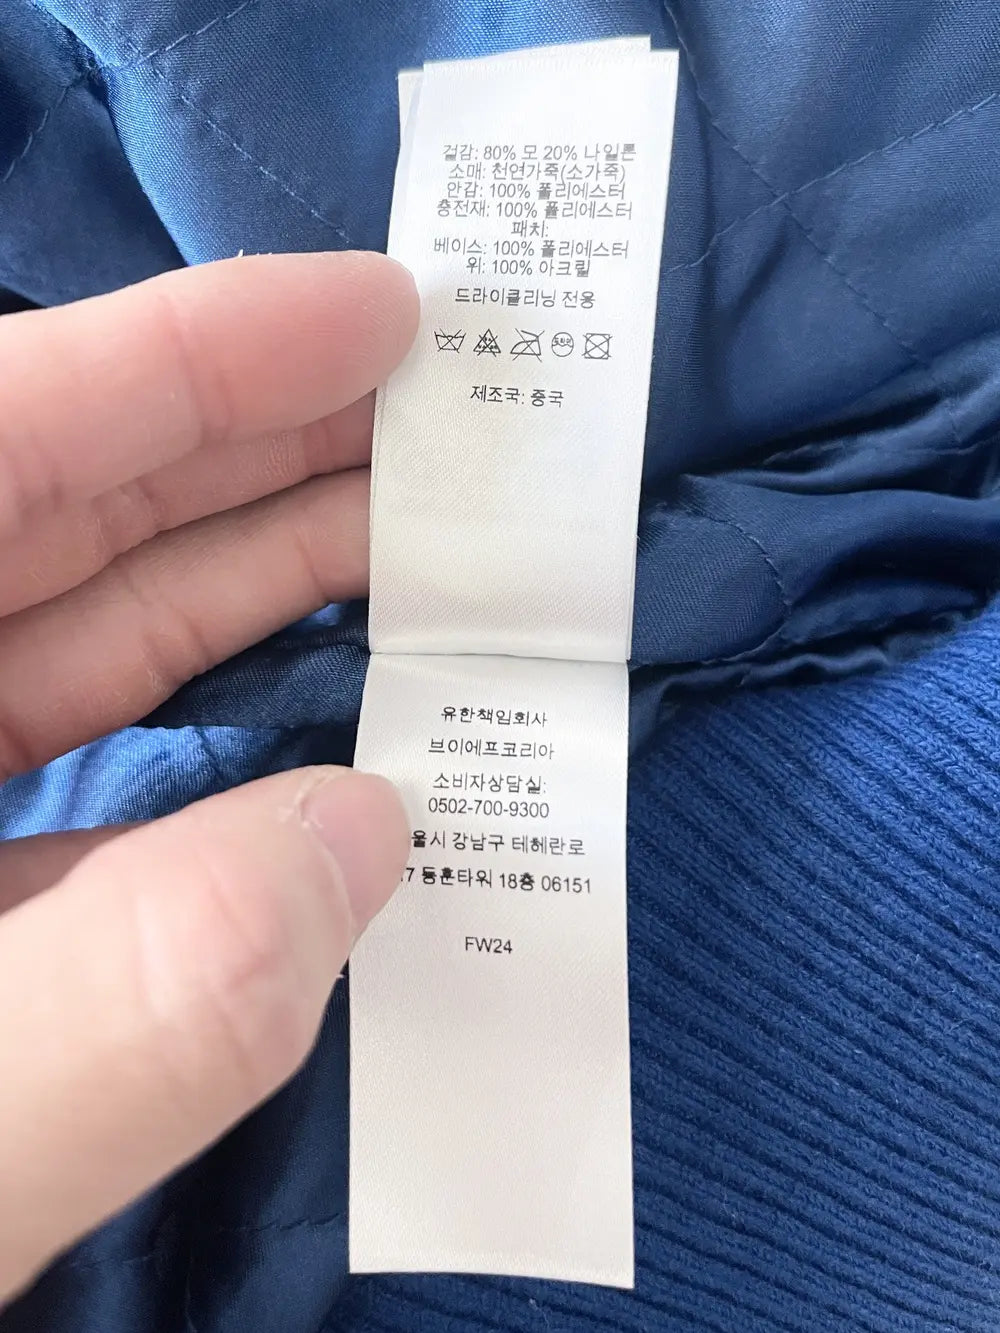 겉감: 80% 모 20% 나일론
소매: 천연가죽(소가죽)
안감: 100% 폴리에스터
충전재: 100% 폴리에스터
패치:
베이스: 100% 폴리에스터
위: 100% 아크릴
드라이클리닝 전용
제조국: 중국
유한책임회사
브이에프코리아
소비자상담실:
0502-700-9300
울시 강남구 테헤란로
7 동훈타워 18층 06151
FW24